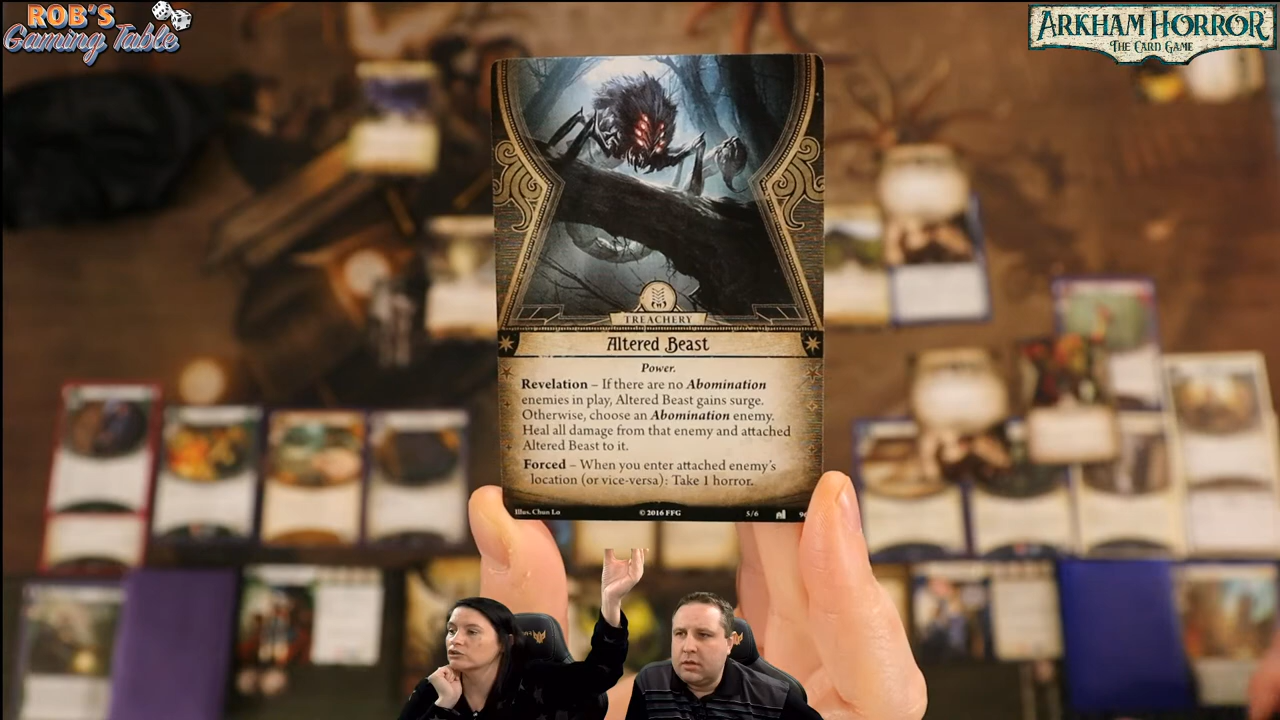 ROB'S
Gaming Table
ARKHAM HORROR
THE CARD GAME
TREACHERY
Altered Beast
Power.
Revelation – If there are no Abomination
enemies in play, Altered Beast gains surge.
Otherwise, choose an Abomination enemy.
Heal all damage from that enemy and attached
Altered Beast to it.
Forced – When you enter attached enemy's
location (or vice-versa): Take 1 horror.
Illus. Chun Lo © 2016 FFG 5/6